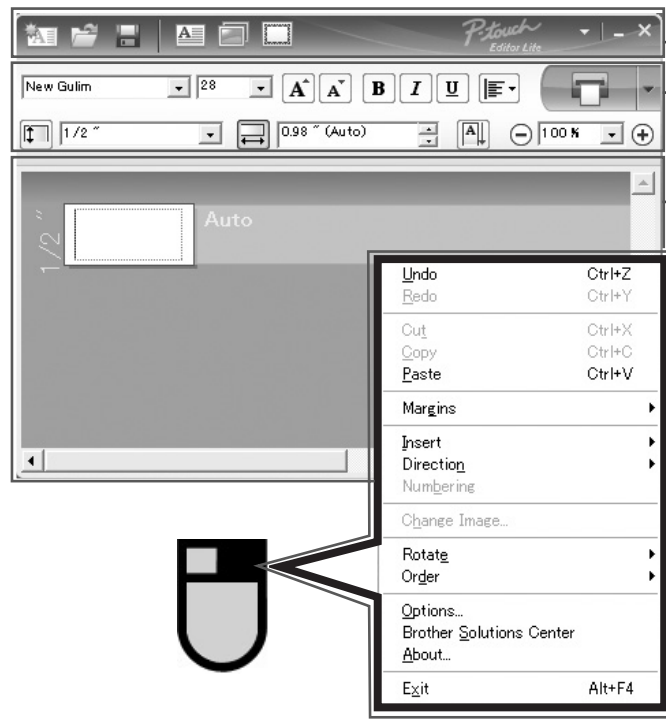 P-touch
Editor Lite
New Gulim 28 A A B I U
1/2 " 0.98 " (Auto) A 100 %
1/2 "
Auto
Undo Ctrl+Z
Redo Ctrl+Y
Cut Ctrl+X
Copy Ctrl+C
Paste Ctrl+V
Margins
Insert
Direction
Numbering
Change Image...
Rotate
Order
Options...
Brother Solutions Center
About...
Exit Alt+F4